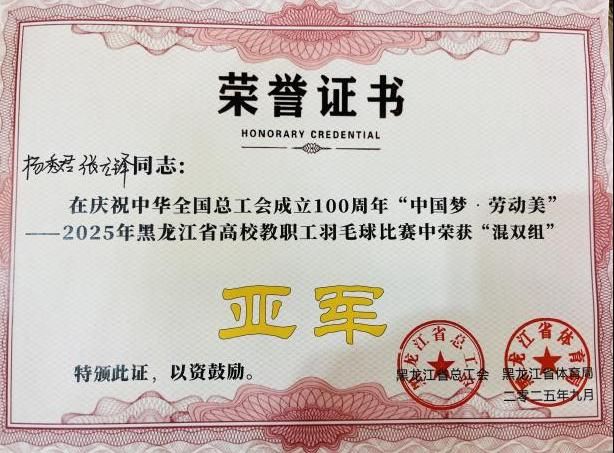 荣誉证书
HONORARY CREDENTIAL
杨秀君 张立铎同志：
在庆祝中华全国总工会成立100周年“中国梦·劳动美”
——2025年黑龙江省高校教职工羽毛球比赛中荣获“混双组”
亚军
特颁此证，以资鼓励。
黑龙江省总工会 黑龙江省体育局
二零二五年九月